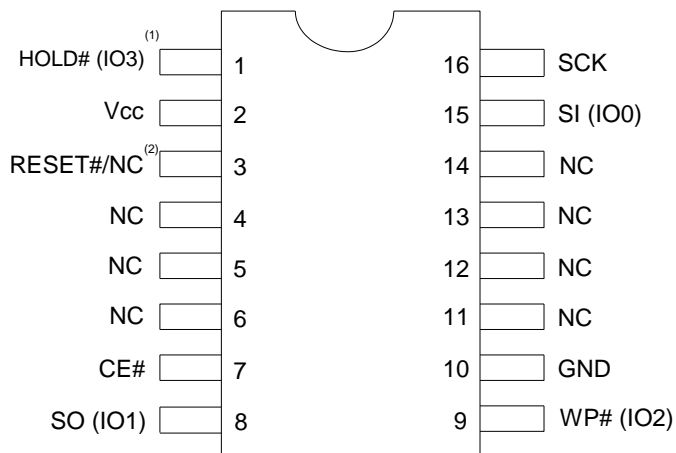 HOLD# (IO3) (1) 1 16 SCK
Vcc 2 15 SI (IO0)
RESET#/NC (2) 3 14 NC
NC 4 13 NC
NC 5 12 NC
NC 6 11 NC
CE# 7 10 GND
SO (IO1) 8 9 WP# (IO2)